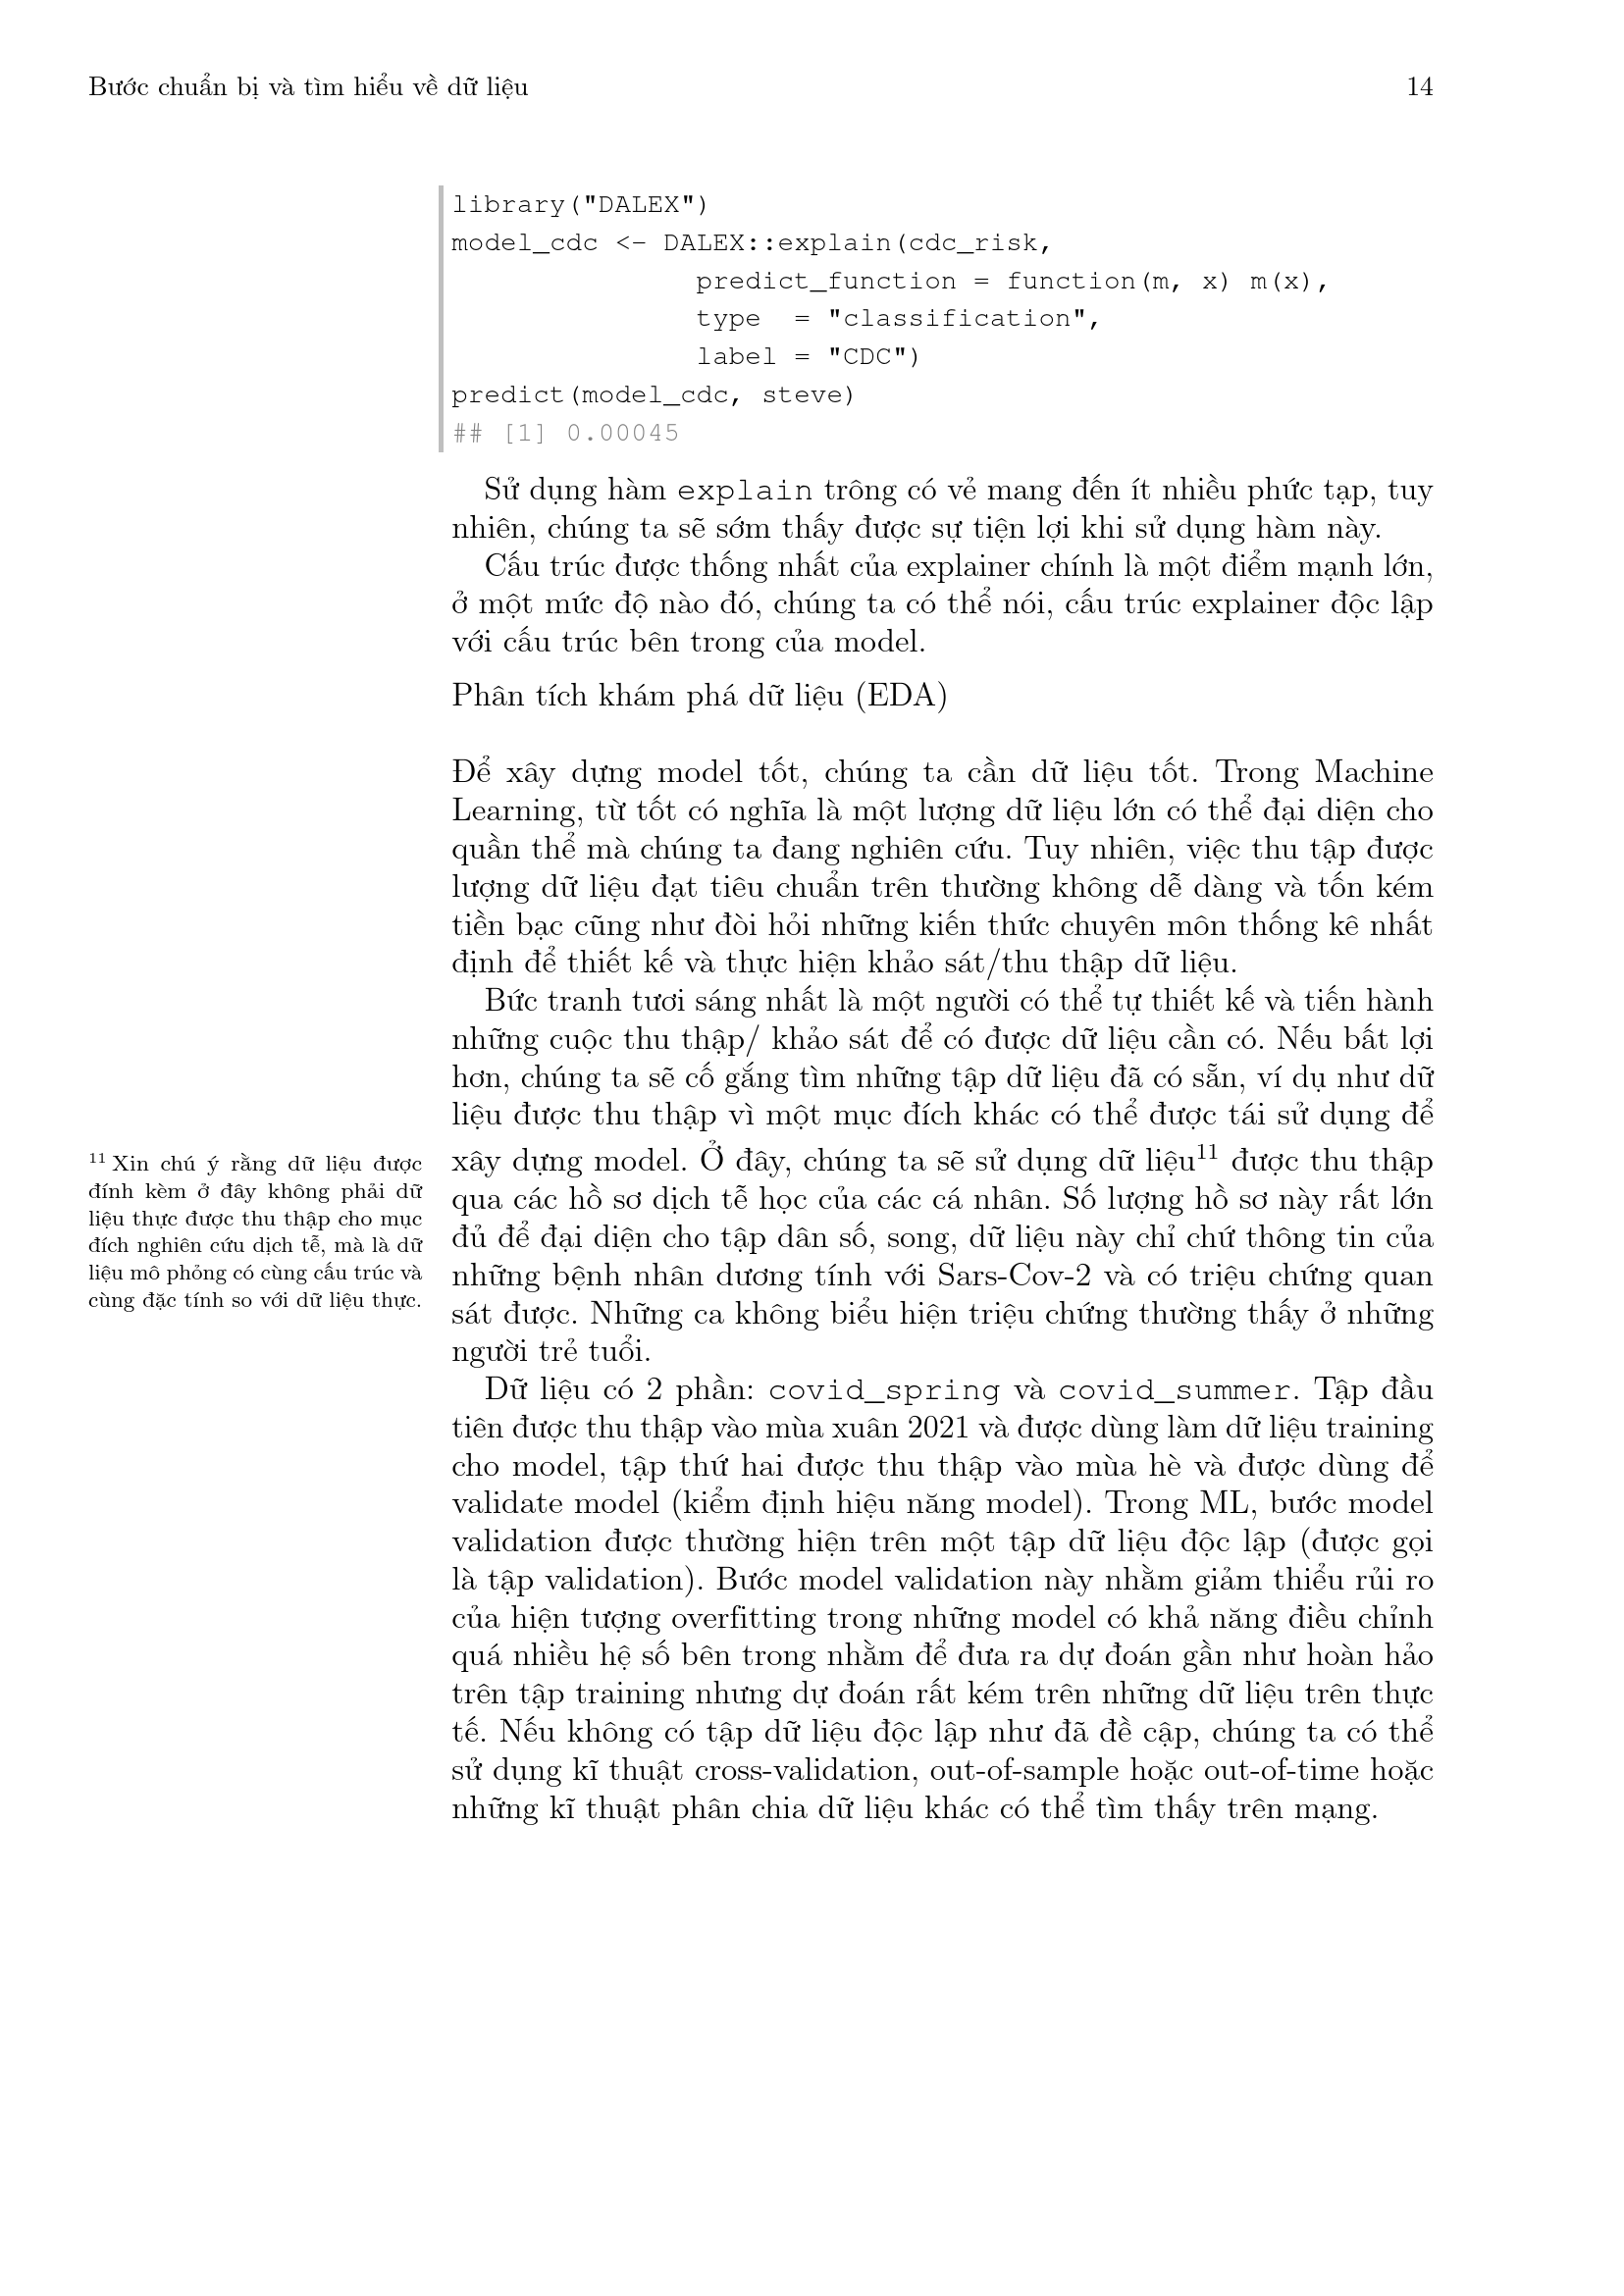 Bước chuẩn bị và tìm hiểu về dữ liệu 14
library("DALEX")
model_cdc <- DALEX::explain(cdc_risk,
               predict_function = function(m, x) m(x),
               type  = "classification",
               label = "CDC")
predict(model_cdc, steve)
## [1] 0.00045
Sử dụng hàm explain trông có vẻ mang đến ít nhiều phức tạp, tuy
nhiên, chúng ta sẽ sớm thấy được sự tiện lợi khi sử dụng hàm này.
Cấu trúc được thống nhất của explainer chính là một điểm mạnh lớn,
ở một mức độ nào đó, chúng ta có thể nói, cấu trúc explainer độc lập
với cấu trúc bên trong của model.
Phân tích khám phá dữ liệu (EDA)
Để xây dựng model tốt, chúng ta cần dữ liệu tốt. Trong Machine
Learning, từ tốt có nghĩa là một lượng dữ liệu lớn có thể đại diện cho
quần thể mà chúng ta đang nghiên cứu. Tuy nhiên, việc thu tập được
lượng dữ liệu đạt tiêu chuẩn trên thường không dễ dàng và tốn kém
tiền bạc cũng như đòi hỏi những kiến thức chuyên môn thống kê nhất
định để thiết kế và thực hiện khảo sát/thu thập dữ liệu.
Bức tranh tươi sáng nhất là một người có thể tự thiết kế và tiến hành
những cuộc thu thập/ khảo sát để có được dữ liệu cần có. Nếu bất lợi
hơn, chúng ta sẽ cố gắng tìm những tập dữ liệu đã có sẵn, ví dụ như dữ
liệu được thu thập vì một mục đích khác có thể được tái sử dụng để
xây dựng model. Ở đây, chúng ta sẽ sử dụng dữ liệu¹¹ được thu thập
qua các hồ sơ dịch tễ học của các cá nhân. Số lượng hồ sơ này rất lớn
đủ để đại diện cho tập dân số, song, dữ liệu này chỉ chứ thông tin của
những bệnh nhân dương tính với Sars-Cov-2 và có triệu chứng quan
sát được. Những ca không biểu hiện triệu chứng thường thấy ở những
người trẻ tuổi.
¹¹ Xin chú ý rằng dữ liệu được
đính kèm ở đây không phải dữ
liệu thực được thu thập cho mục
đích nghiên cứu dịch tễ, mà là dữ
liệu mô phỏng có cùng cấu trúc và
cùng đặc tính so với dữ liệu thực.
Dữ liệu có 2 phần: covid_spring và covid_summer. Tập đầu
tiên được thu thập vào mùa xuân 2021 và được dùng làm dữ liệu training
cho model, tập thứ hai được thu thập vào mùa hè và được dùng để
validate model (kiểm định hiệu năng model). Trong ML, bước model
validation được thường hiện trên một tập dữ liệu độc lập (được gọi
là tập validation). Bước model validation này nhằm giảm thiểu rủi ro
của hiện tượng overfitting trong những model có khả năng điều chỉnh
quá nhiều hệ số bên trong nhằm để đưa ra dự đoán gần như hoàn hảo
trên tập training nhưng dự đoán rất kém trên những dữ liệu trên thực
tế. Nếu không có tập dữ liệu độc lập như đã đề cập, chúng ta có thể
sử dụng kĩ thuật cross-validation, out-of-sample hoặc out-of-time hoặc
những kĩ thuật phân chia dữ liệu khác có thể tìm thấy trên mạng.